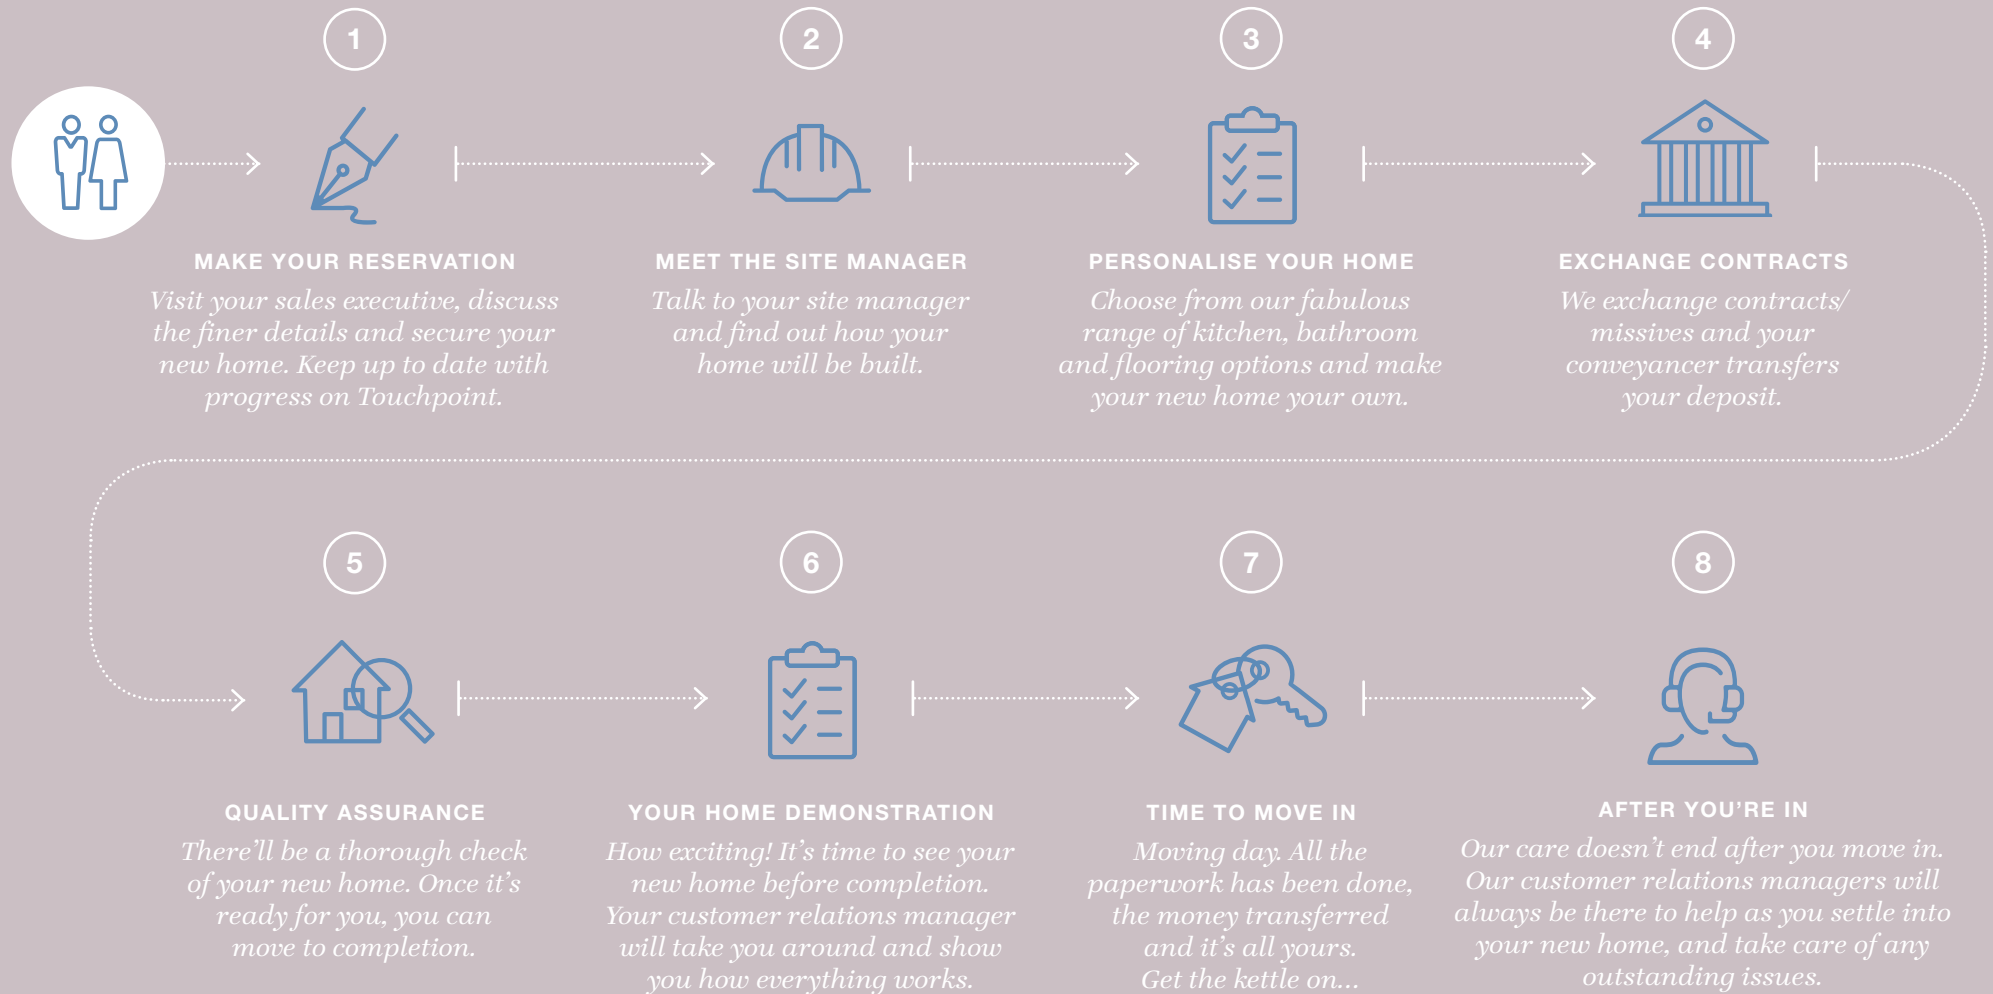 1
MAKE YOUR RESERVATION
Visit your sales executive, discuss
the finer details and secure your
new home. Keep up to date with
progress on Touchpoint.
2
MEET THE SITE MANAGER
Talk to your site manager
and find out how your
home will be built.
3
PERSONALISE YOUR HOME
Choose from our fabulous
range of kitchen, bathroom
and flooring options and make
your new home your own.
4
EXCHANGE CONTRACTS
We exchange contracts/
missives and your
conveyancer transfers
your deposit.
5
QUALITY ASSURANCE
There’ll be a thorough check
of your new home. Once it’s
ready for you, you can
move to completion.
6
YOUR HOME DEMONSTRATION
How exciting! It’s time to see your
new home before completion.
Your customer relations manager
will take you around and show
you how everything works.
7
TIME TO MOVE IN
Moving day. All the
paperwork has been done,
the money transferred
and it’s all yours.
Get the kettle on...
8
AFTER YOU’RE IN
Our care doesn’t end after you move in.
Our customer relations managers will
always be there to help as you settle into
your new home, and take care of any
outstanding issues.